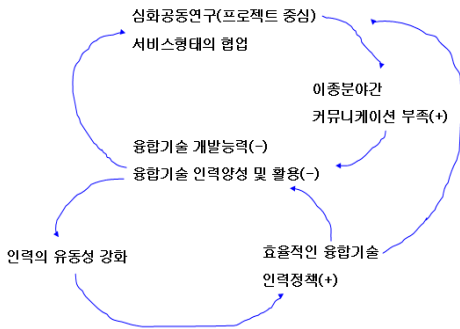 심화공동연구(프로젝트 중심)
서비스형태의 협업
이종분야간
커뮤니케이션 부족(+)
융합기술 개발능력(-)
융합기술 인력양성 및 활용(-)
인력의 유동성 강화
효율적인 융합기술
인력정책(+)